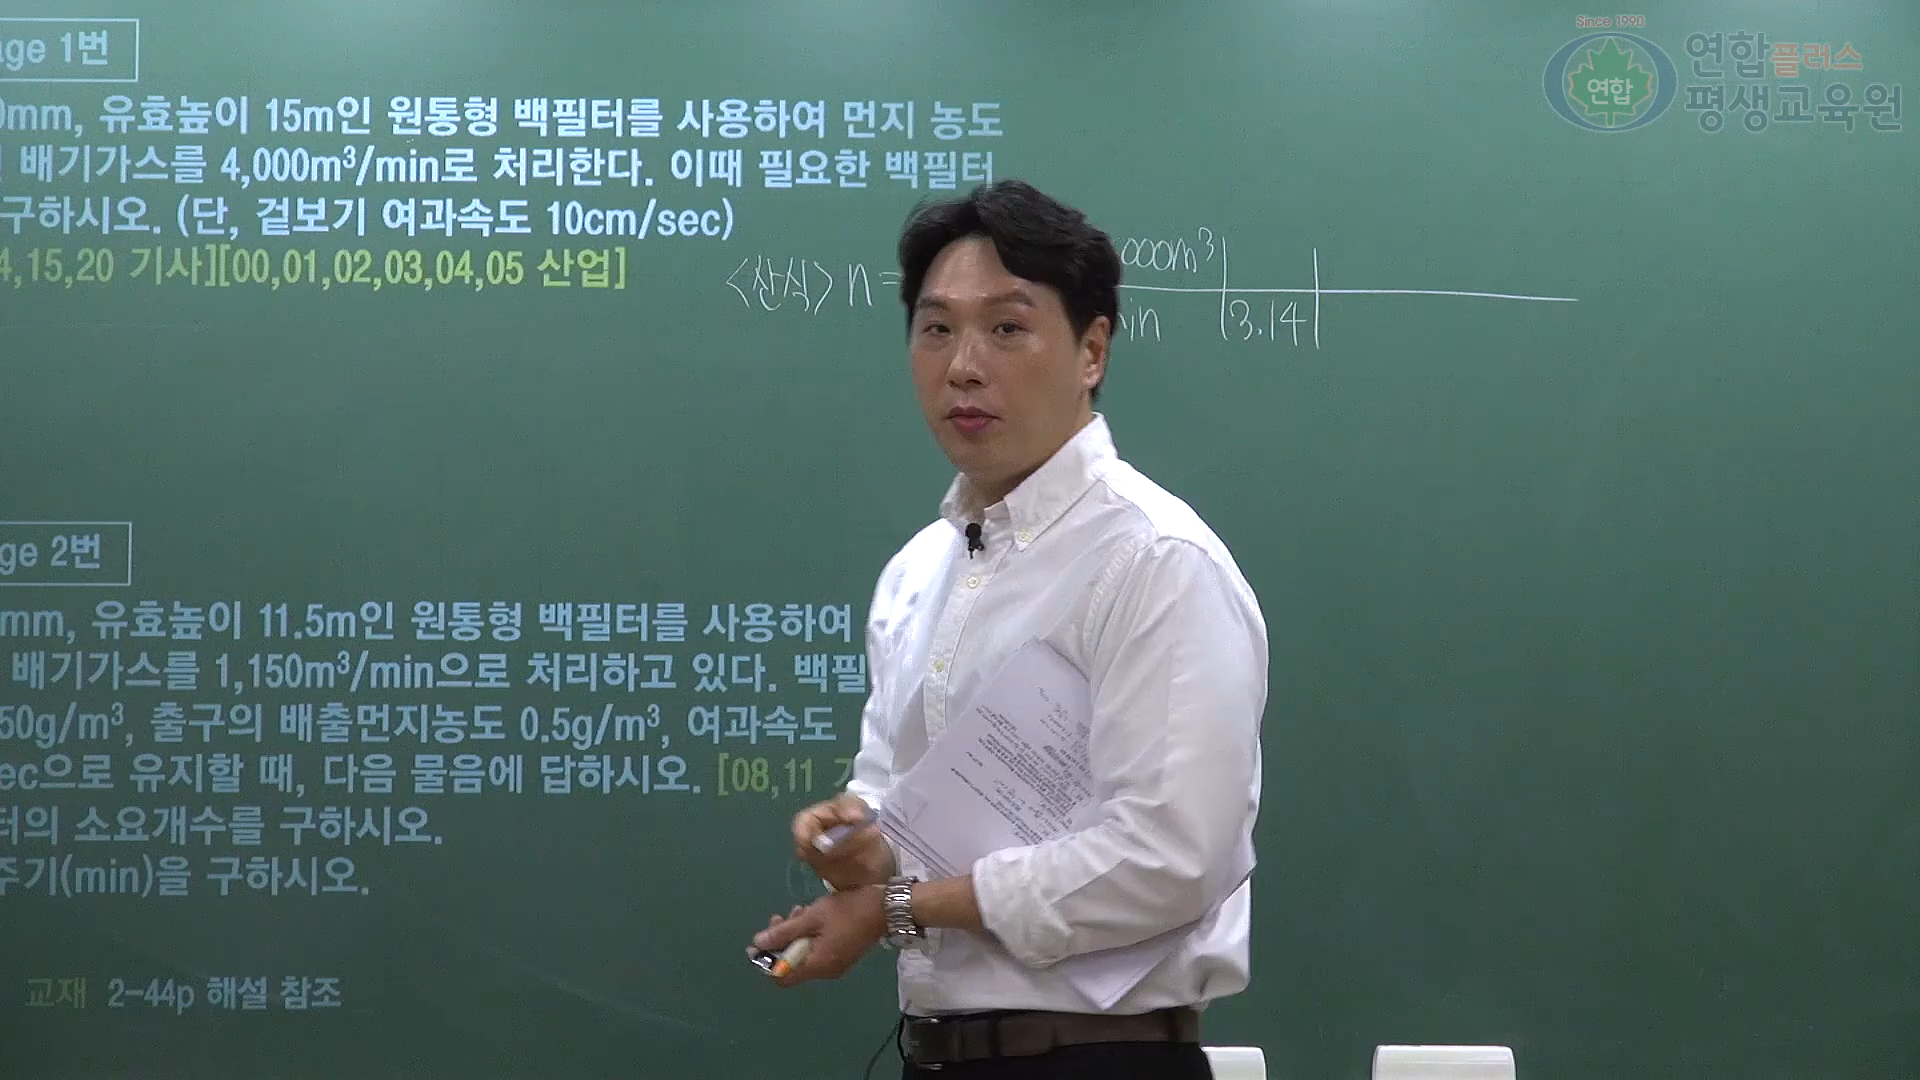 age 1번
0mm, 유효높이 15m인 원통형 백필터를 사용하여 먼지 농도
배기가스를 4,000m³/min로 처리한다. 이때 필요한 백필터
구하시오. (단, 겉보기 여과속도 10cm/sec)
4,15,20 기사][00,01,02,03,04,05 산업]
<산식> n =
000m³
in 3.14
ge 2번
mm, 유효높이 11.5m인 원통형 백필터를 사용하여
배기가스를 1,150m³/min으로 처리하고 있다. 백필
50g/m³, 출구의 배출먼지농도 0.5g/m³, 여과속도
ec으로 유지할 때, 다음 물음에 답하시오. [08,11
터의 소요개수를 구하시오.
주기(min)을 구하시오.
교재 2-44p 해설 참조
Since 1990
연합
연합플러스
평생교육원